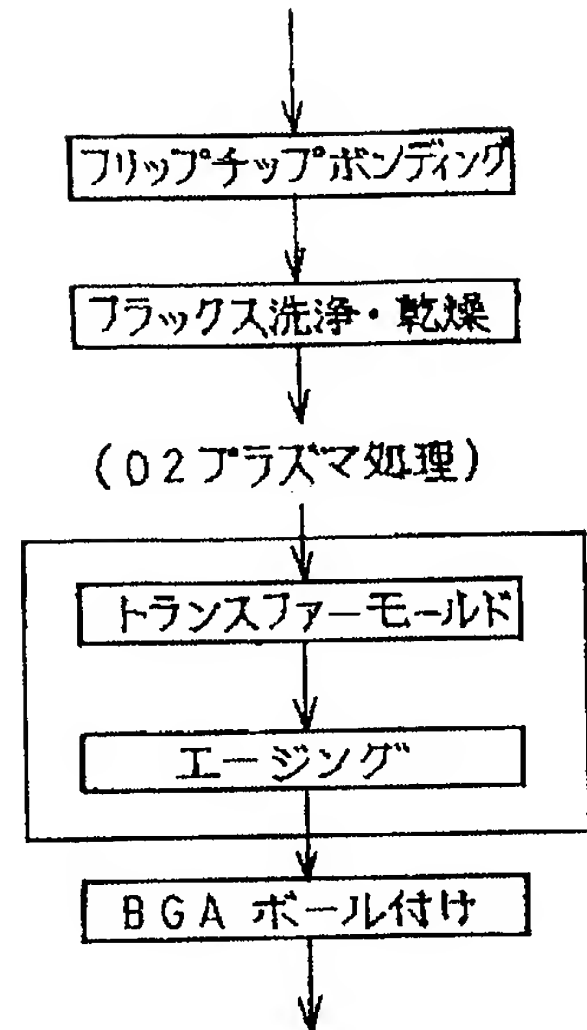 フリップチップボンディング
フラックス洗浄・乾燥
(O2プラズマ処理)
トランスファーモールド
エージング
BGA ボール付け